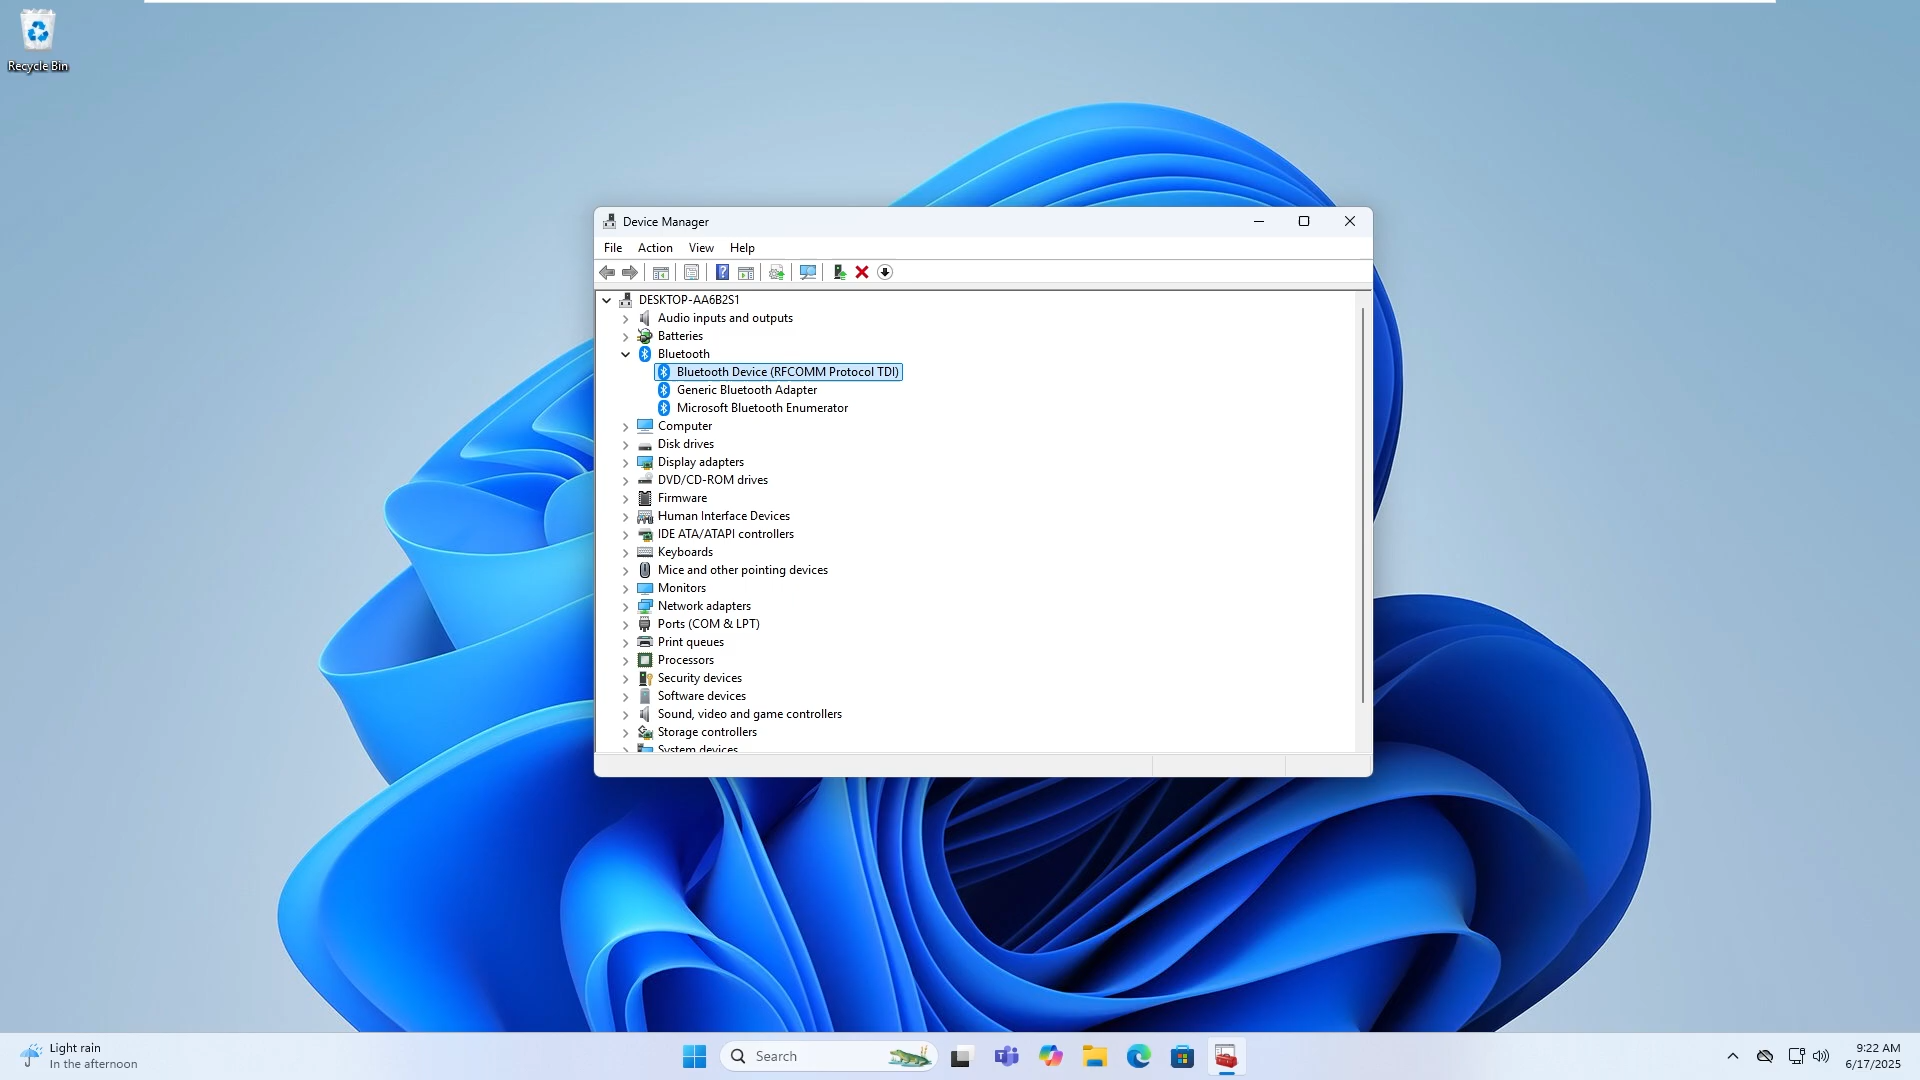 Recycle Bin
Device Manager
File Action View Help
DESKTOP-AA6B2S1
Audio inputs and outputs
Batteries
Bluetooth
Bluetooth Device (RFCOMM Protocol TDI)
Generic Bluetooth Adapter
Microsoft Bluetooth Enumerator
Computer
Disk drives
Display adapters
DVD/CD-ROM drives
Firmware
Human Interface Devices
IDE ATA/ATAPI controllers
Keyboards
Mice and other pointing devices
Monitors
Network adapters
Ports (COM & LPT)
Print queues
Processors
Security devices
Software devices
Sound, video and game controllers
Storage controllers
System devices
Light rain
In the afternoon
Search
9:22 AM
6/17/2025